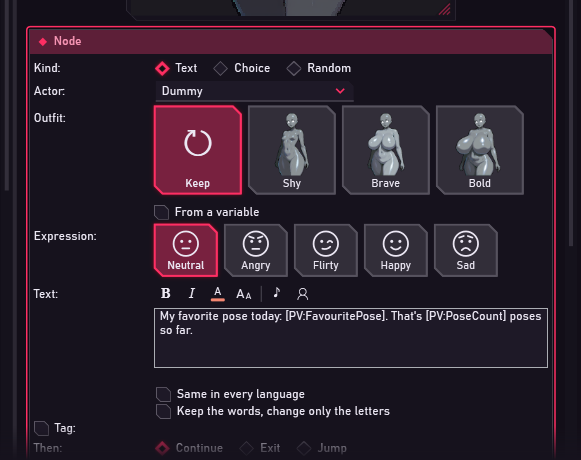 Node
Kind: Text Choice Random
Actor: Dummy
Outfit:
Keep Shy Brave Bold
From a variable
Expression:
Neutral Angry Flirty Happy Sad
Text: B I A AA
My favorite pose today: [PV:FavouritePose]. That's [PV:PoseCount] poses
so far.
Same in every language
Keep the words, change only the letters
Tag:
Then: Continue Exit Jump